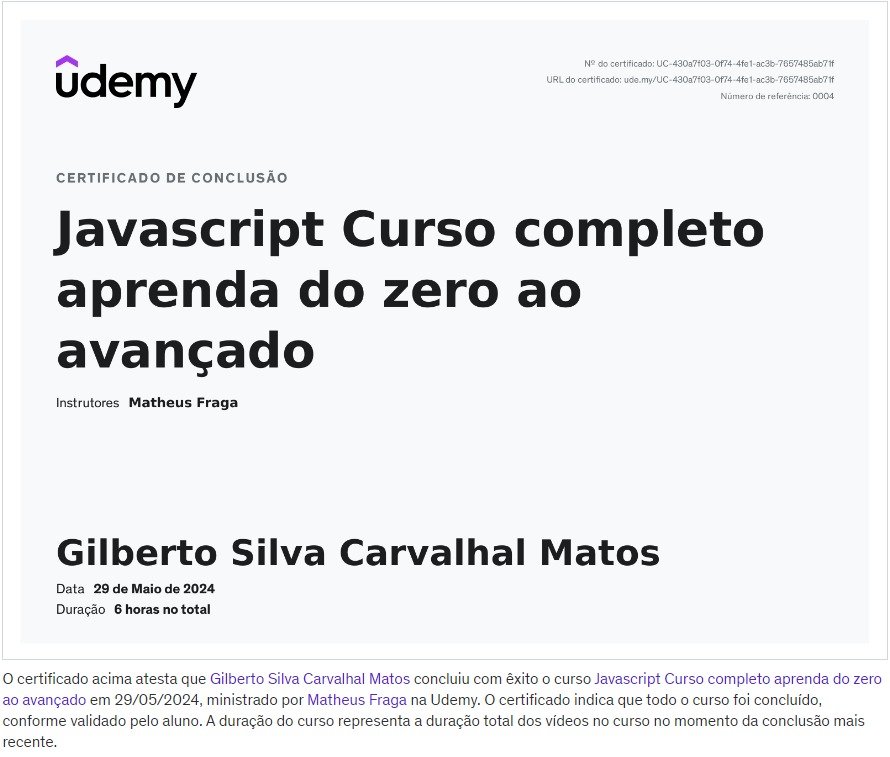 udemy
Nº do certificado: UC-430a7f03-0f74-4fe1-ac3b-7657485ab71f
URL do certificado: ude.my/UC-430a7f03-0f74-4fe1-ac3b-7657485ab71f
Número de referência: 0004
CERTIFICADO DE CONCLUSÃO
Javascript Curso completo
aprenda do zero ao
avançado
Instrutores Matheus Fraga
Gilberto Silva Carvalhal Matos
Data 29 de Maio de 2024
Duração 6 horas no total
O certificado acima atesta que Gilberto Silva Carvalhal Matos concluiu com êxito o curso Javascript Curso completo aprenda do zero
ao avançado em 29/05/2024, ministrado por Matheus Fraga na Udemy. O certificado indica que todo o curso foi concluído,
conforme validado pelo aluno. A duração do curso representa a duração total dos vídeos no curso no momento da conclusão mais
recente.